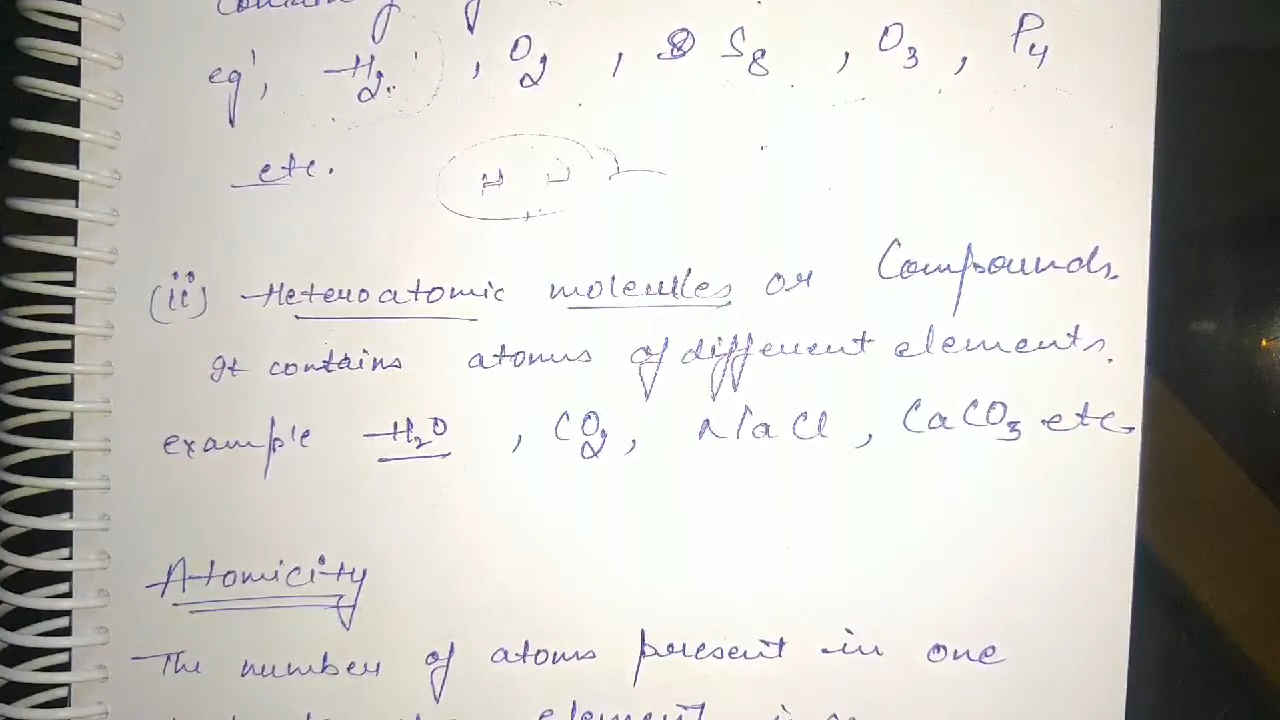 eg', H₂, O₂, S₈, O₃, P₄
etc.
H H
(ii) Heteroatomic molecules or Compounds.
It contains atoms of different elements.
example H₂O, CO₂, NaCl, CaCO₃ etc.
Atomicity
The number of atoms present in one
element